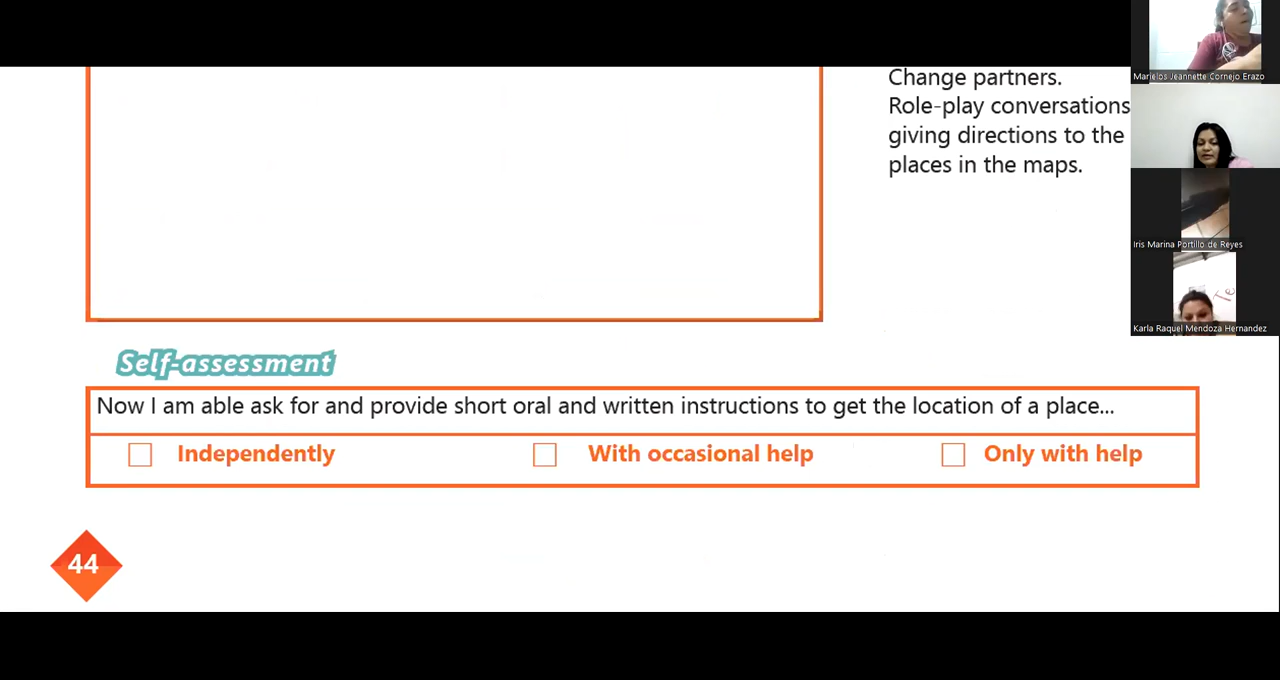 Change partners.
Role-play conversations
giving directions to the
places in the maps.
Marielos Jeannette Cornejo Erazo
Iris Marina Portillo de Reyes
Te
Karla Raquel Mendoza Hernandez
Self-assessment
Now I am able ask for and provide short oral and written instructions to get the location of a place...
Independently With occasional help Only with help
44